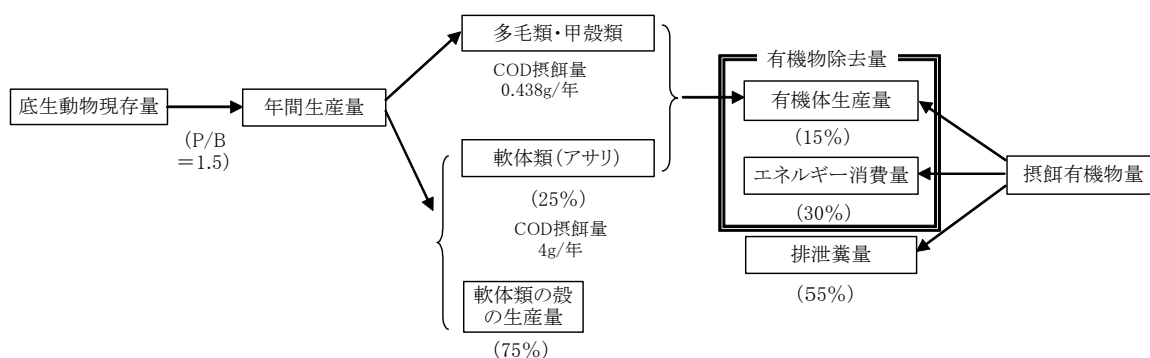 底生動物現存量
(P/B
＝1.5)
年間生産量
多毛類・甲殻類
COD摂餌量
0.438g/年
軟体類(アサリ)
(25%)
COD摂餌量
4g/年
軟体類の殻
の生産量
(75%)
有機物除去量
有機体生産量
(15%)
エネルギー消費量
(30%)
排泄糞量
(55%)
摂餌有機物量